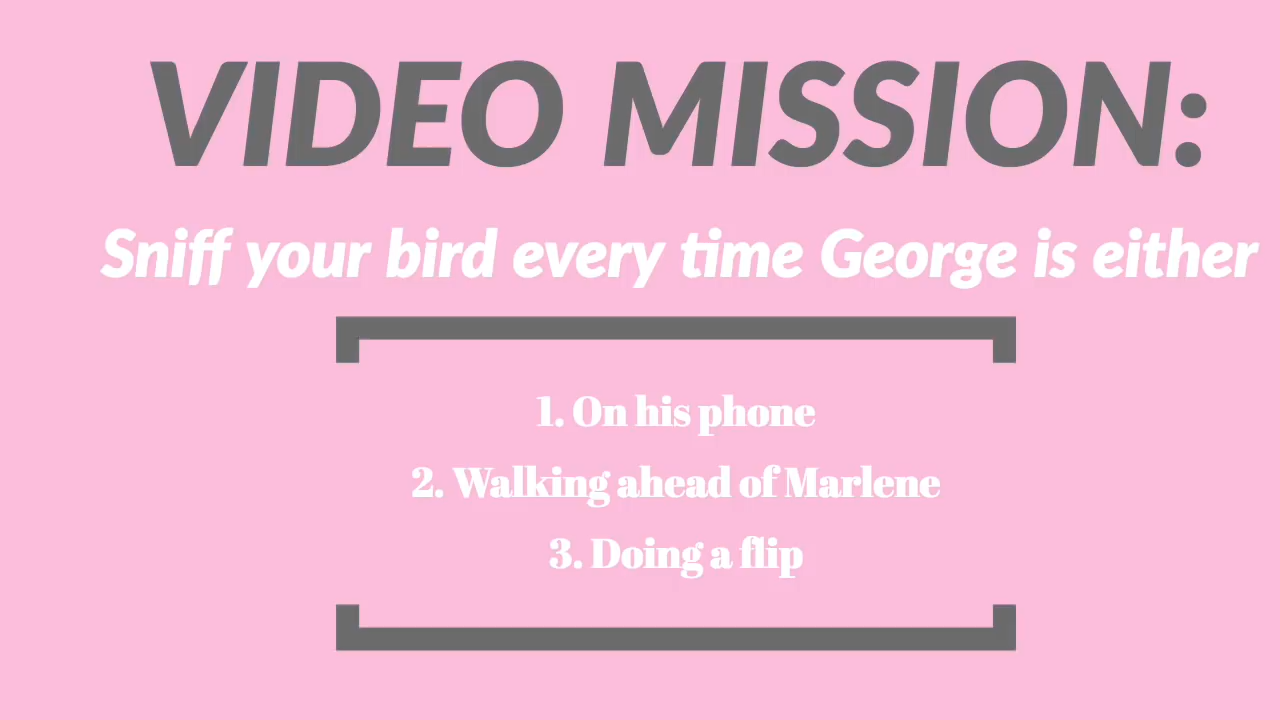 VIDEO MISSION:
Sniff your bird every time George is either
1. On his phone
2. Walking ahead of Marlene
3. Doing a flip